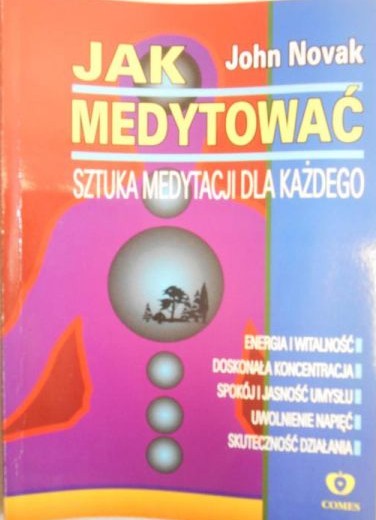 JAK
John Novak
MEDYTOWAĆ
SZTUKA MEDYTACJI DLA KAŻDEGO
ENERGIA I WITALNOŚĆ
DOSKONAŁA KONCENTRACJA
SPOKÓJ I JASNOŚĆ UMYSŁU
UWOLNIENIE NAPIĘĆ
SKUTECZNOŚĆ DZIAŁANIA
COMES